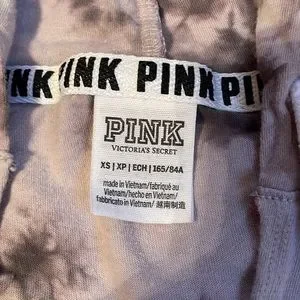 PINK PINK PINK PI
PINK
VICTORIA'S SECRET
XS | XP | ECH | 165/84A
made in Vietnam/fabriqué au
Vietnam/hecho en Vietnam/
fabbricato in Vietnam/ 越南制造